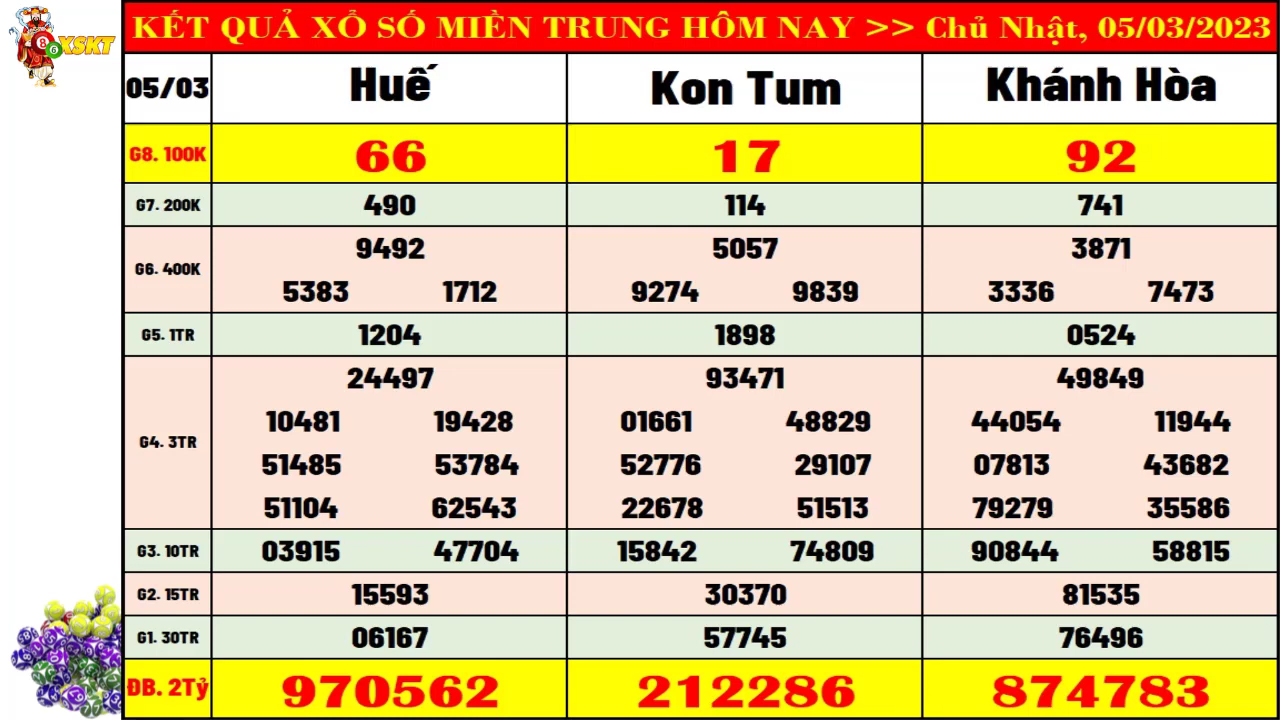 XSKT
KẾT QUẢ XỔ SỐ MIỀN TRUNG HÔM NAY >> Chủ Nhật, 05/03/2023
05/03 Huế Kon Tum Khánh Hòa
G8. 100K 66 17 92
G7. 200K 490 114 741
9492 5057 3871
G6. 400K
5383 1712 9274 9839 3336 7473
G5. 1TR 1204 1898 0524
24497 93471 49849
10481 19428 01661 48829 44054 11944
G4. 3TR
51485 53784 52776 29107 07813 43682
51104 62543 22678 51513 79279 35586
G3. 10TR 03915 47704 15842 74809 90844 58815
G2. 15TR 15593 30370 81535
G1. 30TR 06167 57745 76496
ĐB. 2Tỷ 970562 212286 874783